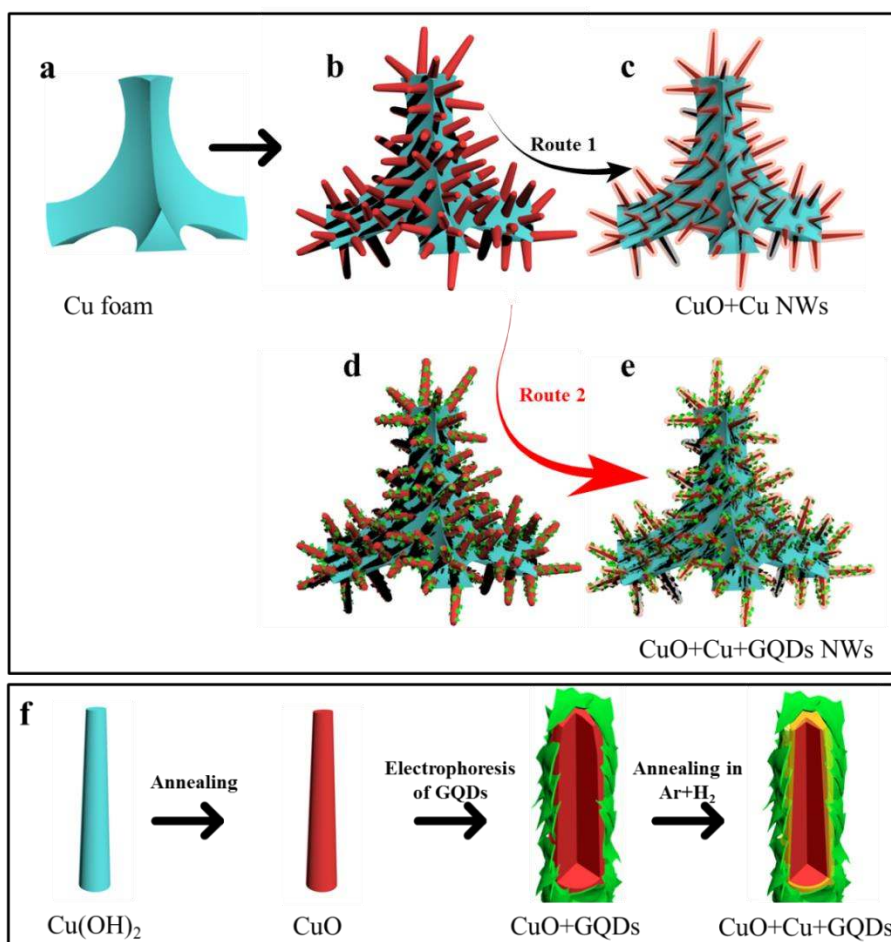 a
b
c
Route 1
Cu foam
CuO+Cu NWs
d
e
Route 2
CuO+Cu+GQDs NWs
f
Annealing
Electrophoresis
of GQDs
Annealing in
Ar+H₂
Cu(OH)₂
CuO
CuO+GQDs
CuO+Cu+GQDs